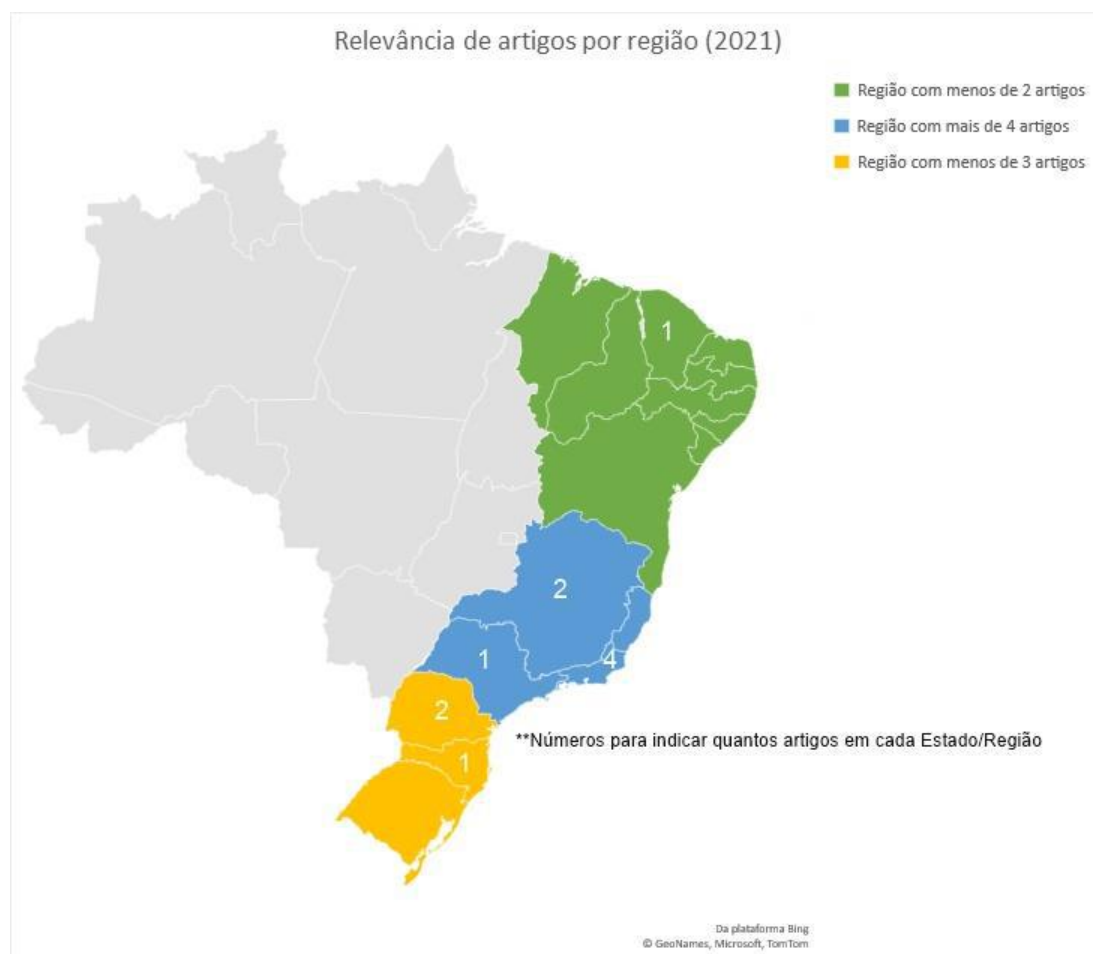 Relevância de artigos por região (2021)
Região com menos de 2 artigos
Região com mais de 4 artigos
Região com menos de 3 artigos
1
2
1
4
2
**Números para indicar quantos artigos em cada Estado/Região
1
Da plataforma Bing
© GeoNames, Microsoft, TomTom